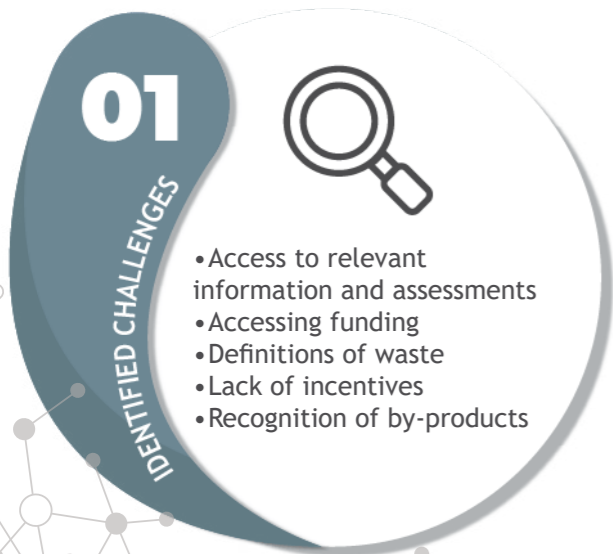 01
IDENTIFIED CHALLENGES
•Access to relevant
information and assessments
•Accessing funding
•Definitions of waste
•Lack of incentives
•Recognition of by-products